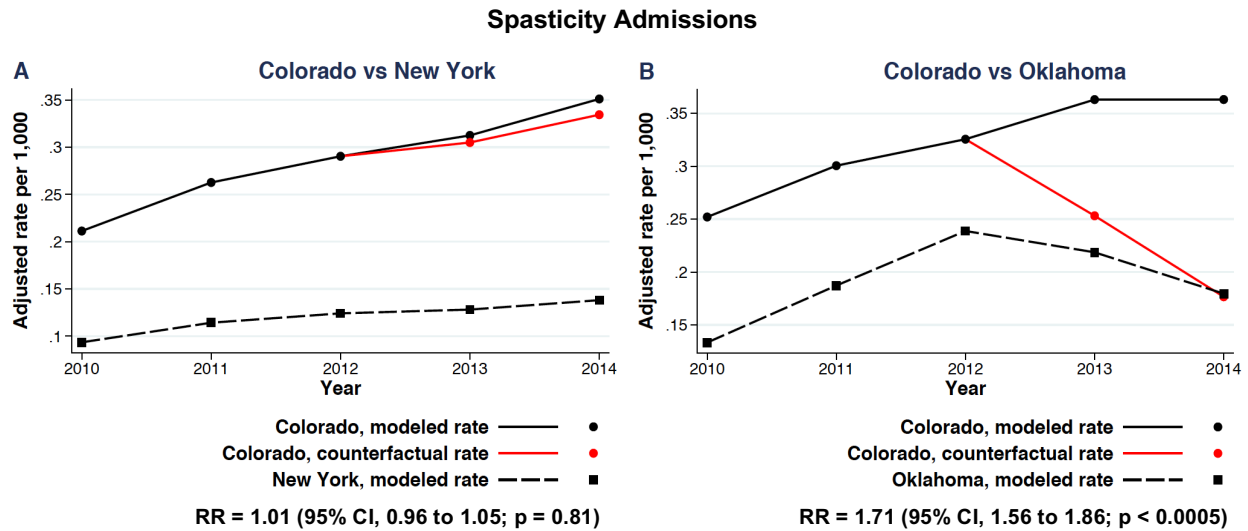 Spasticity Admissions
A
Colorado vs New York
Adjusted rate per 1,000
.35
.3
.25
.2
.15
.1
2010 2011 2012 2013 2014
Year
Colorado, modeled rate
Colorado, counterfactual rate
New York, modeled rate
RR = 1.01 (95% CI, 0.96 to 1.05; p = 0.81)
B
Colorado vs Oklahoma
Adjusted rate per 1,000
.35
.3
.25
.2
.15
2010 2011 2012 2013 2014
Year
Colorado, modeled rate
Colorado, counterfactual rate
Oklahoma, modeled rate
RR = 1.71 (95% CI, 1.56 to 1.86; p < 0.0005)